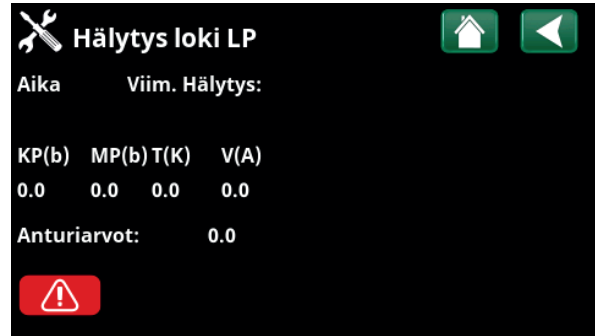 Hälytys loki LP
Aika Viim. Hälytys:
KP(b) MP(b) T(K) V(A)
0.0 0.0 0.0 0.0
Anturiarvot: 0.0